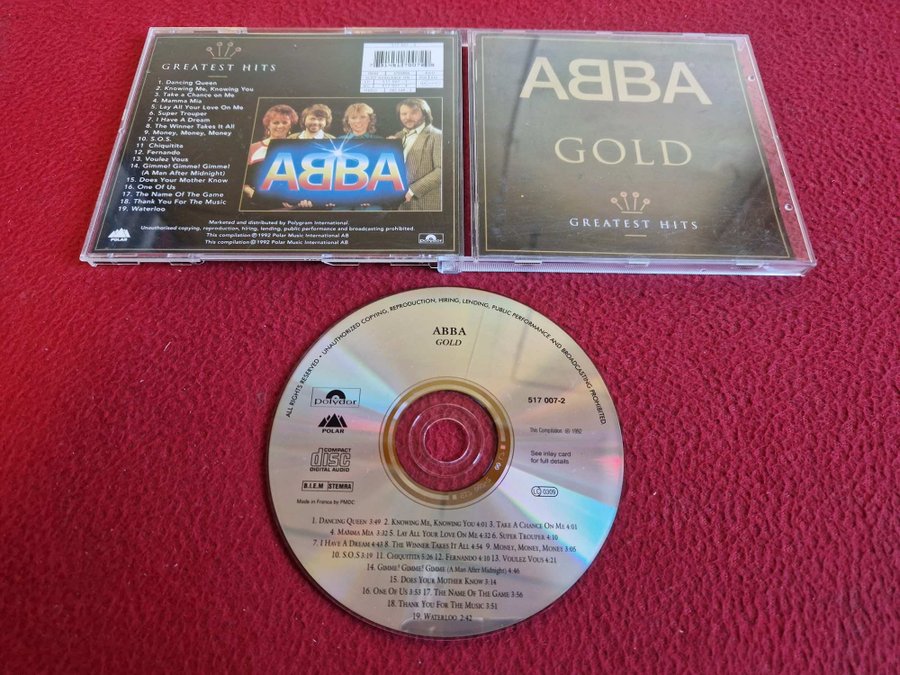 GREATEST HITS
1. Dancing Queen
2. Knowing Me, Knowing You
3. Take a Chance on Me
4. Mamma Mia
5. Lay All Your Love On Me
6. Super Trouper
7. I Have A Dream
8. The Winner Takes It All
9. Money, Money, Money
10. S.O.S.
11 Chiquitita
12. Fernando
13. Voulez Vous
14. Gimme! Gimme! Gimme!
(A Man After Midnight)
15. Does Your Mother Know
16. One Of Us
17. The Name Of The Game
18. Thank You For The Music
19. Waterloo
ABBA
Marketed and distributed by Polygram International.
Unauthorised copying, reproduction, hiring, lending, public performance and broadcasting prohibited.
This compilation ℗ 1992 Polar Music International AB
This compilation © 1992 Polar Music International AB
POLAR
Polydor
ABBA
GOLD
GREATEST HITS
ALL RIGHTS RESERVED • UNAUTHORIZED COPYING, REPRODUCTION, HIRING, LENDING, PUBLIC PERFORMANCE AND BROADCASTING PROHIBITED.
ABBA
GOLD
polydor
POLAR
COMPACT
disc
DIGITAL AUDIO
B.I.E.M STEMRA
Made in France by PMDC
517 007-2
This Compilation ℗ 1992
See inlay card
for full details
LC 0309
1. Dancing Queen 3:49 2. Knowing Me, Knowing You 4:01 3. Take A Chance On Me 4:01
4. Mamma Mia 3:32 5. Lay All Your Love On Me 4:32 6. Super Trouper 4:10
7. I Have A Dream 4:43 8. The Winner Takes It All 4:54 9. Money, Money, Money 3:05
10. S.O.S 3:19 11. Chiquitita 5:26 12. Fernando 4:10 13. Voulez Vous 4:21
14. Gimme! Gimme! Gimme (A Man After Midnight) 4:46
15. Does Your Mother Know 3:14
16. One Of Us 3:53 17. The Name Of The Game 3:56
18. Thank You For The Music 3:51
19. Waterloo 2:42